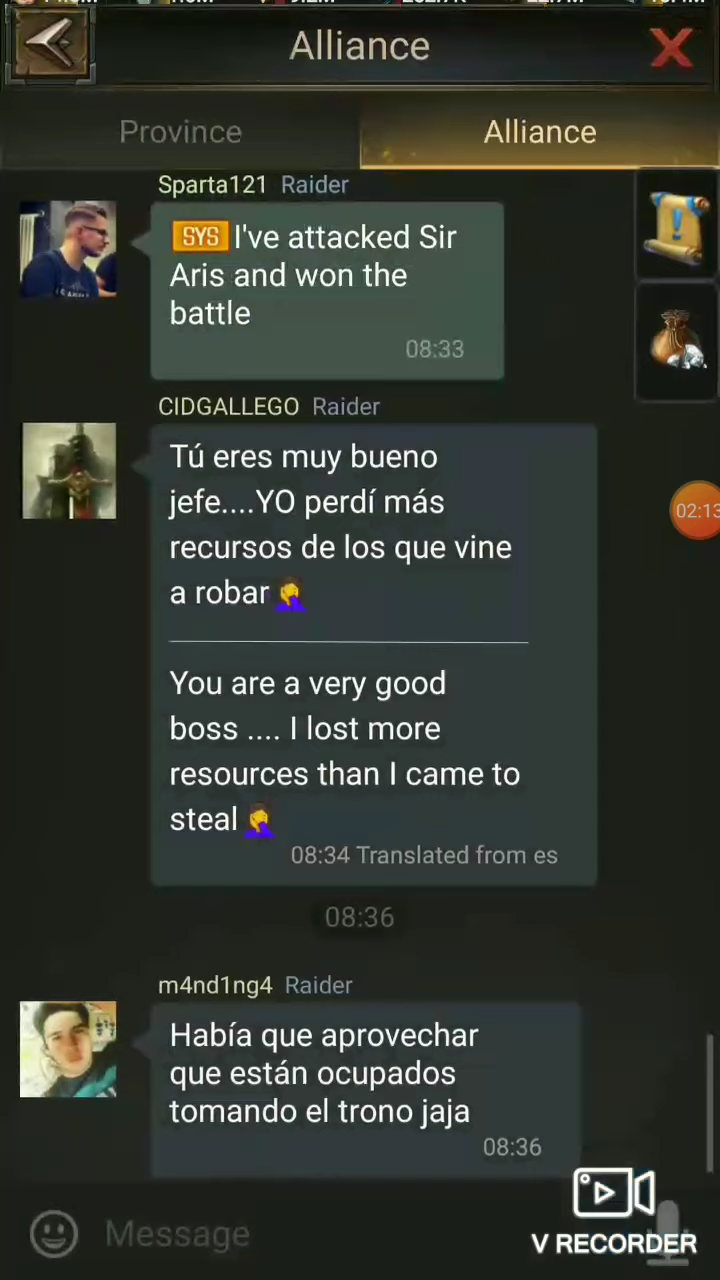 Alliance
Province
Alliance
Sparta121 Raider
SYS I've attacked Sir
Aris and won the
battle
08:33
CIDGALLEGO Raider
Tú eres muy bueno
jefe....YO perdí más
recursos de los que vine
a robar🤦‍♀️
You are a very good
boss .... I lost more
resources than I came to
steal🤦‍♀️
08:34 Translated from es
02:13
08:36
m4nd1ng4 Raider
Había que aprovechar
que están ocupados
tomando el trono jaja
08:36
Message
V RECORDER